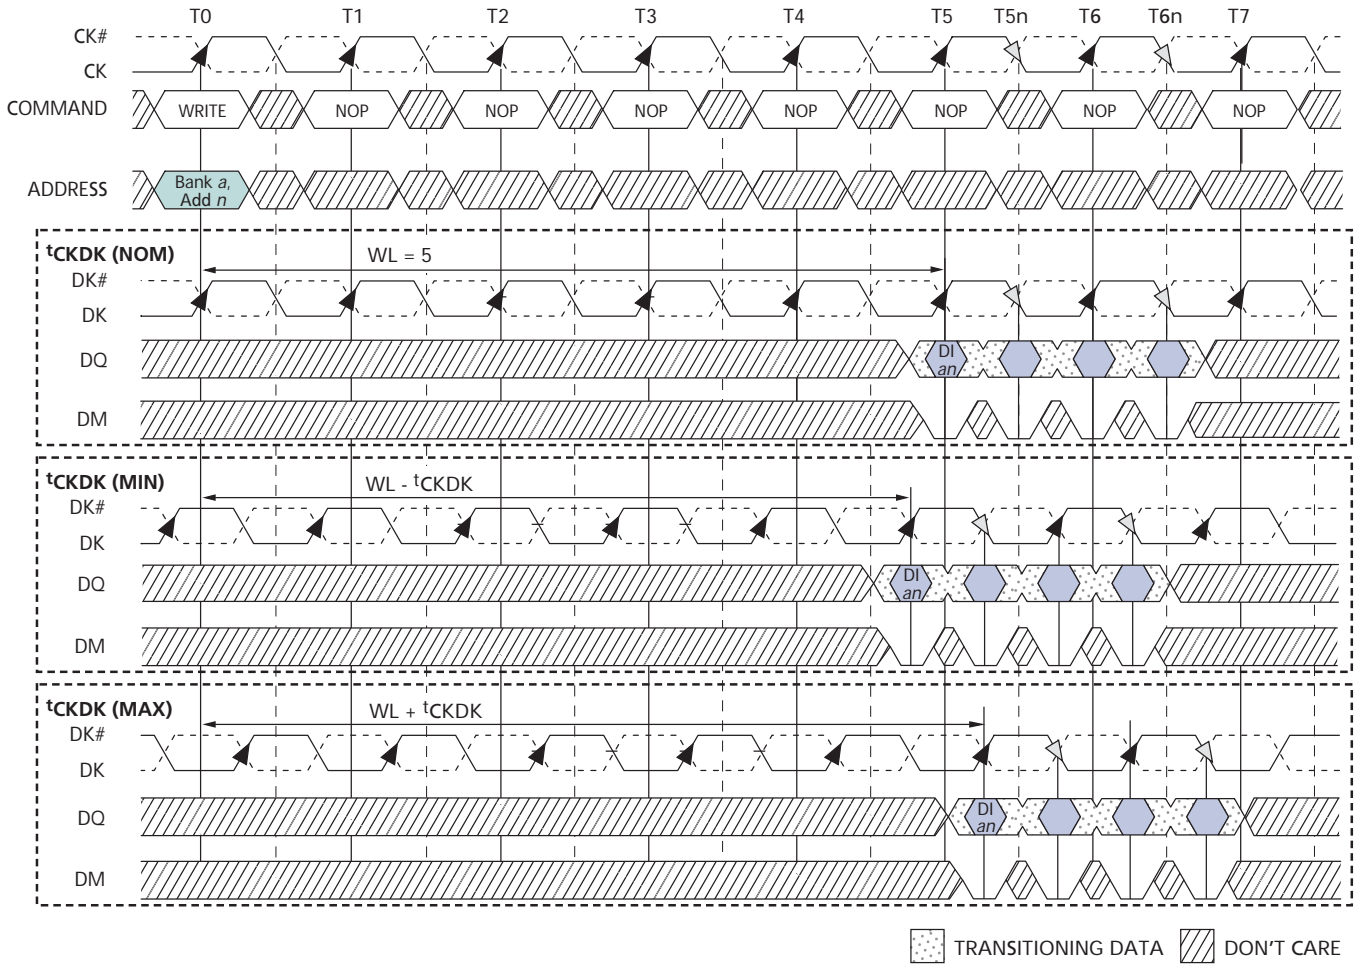 T0 T1 T2 T3 T4 T5 T5n T6 T6n T7
CK#
CK
COMMAND WRITE NOP NOP NOP NOP NOP NOP NOP
ADDRESS Bank a,
Add n
tCKDK (NOM)
WL = 5
DK#
DK
DQ DI
an
DM
tCKDK (MIN)
WL - tCKDK
DK#
DK
DQ DI
an
DM
tCKDK (MAX)
WL + tCKDK
DK#
DK
DQ DI
an
DM
TRANSITIONING DATA DON'T CARE